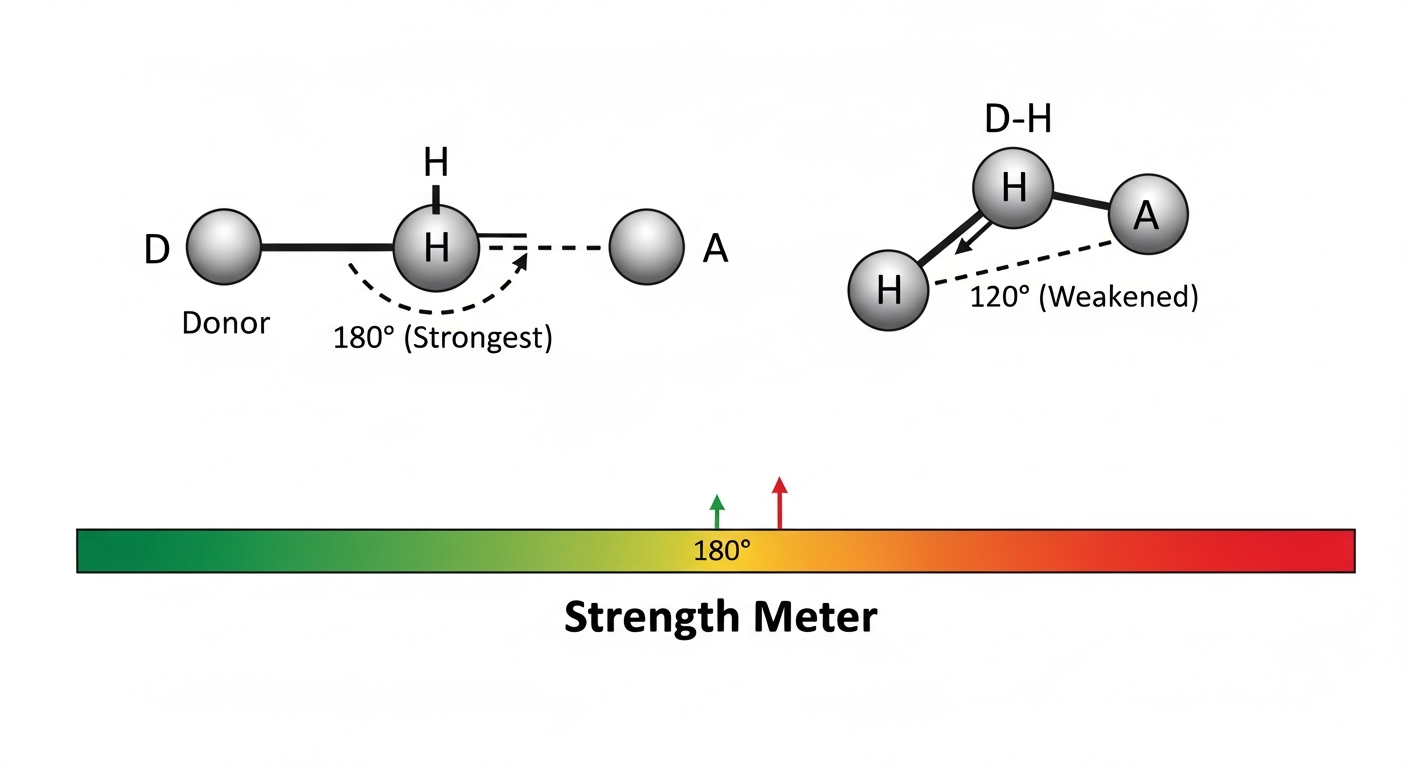 H
D
H
A
Donor
180° (Strongest)
D-H
H
A
H
120° (Weakened)
180°
Strength Meter